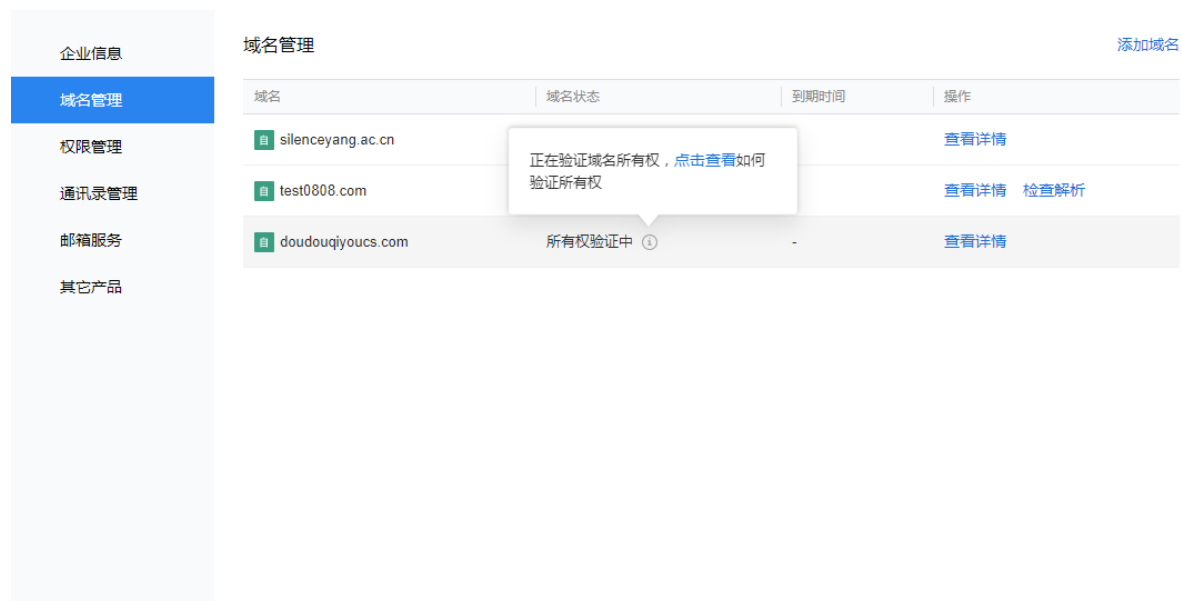 企业信息
域名管理
权限管理
通讯录管理
邮箱服务
其它产品
域名管理
添加域名
域名 域名状态 到期时间 操作
自 silenceyang.ac.cn 查看详情
正在验证域名所有权，点击查看如何
验证所有权
自 test0808.com 查看详情 检查解析
自 doudouqiyoucs.com 所有权验证中 - 查看详情